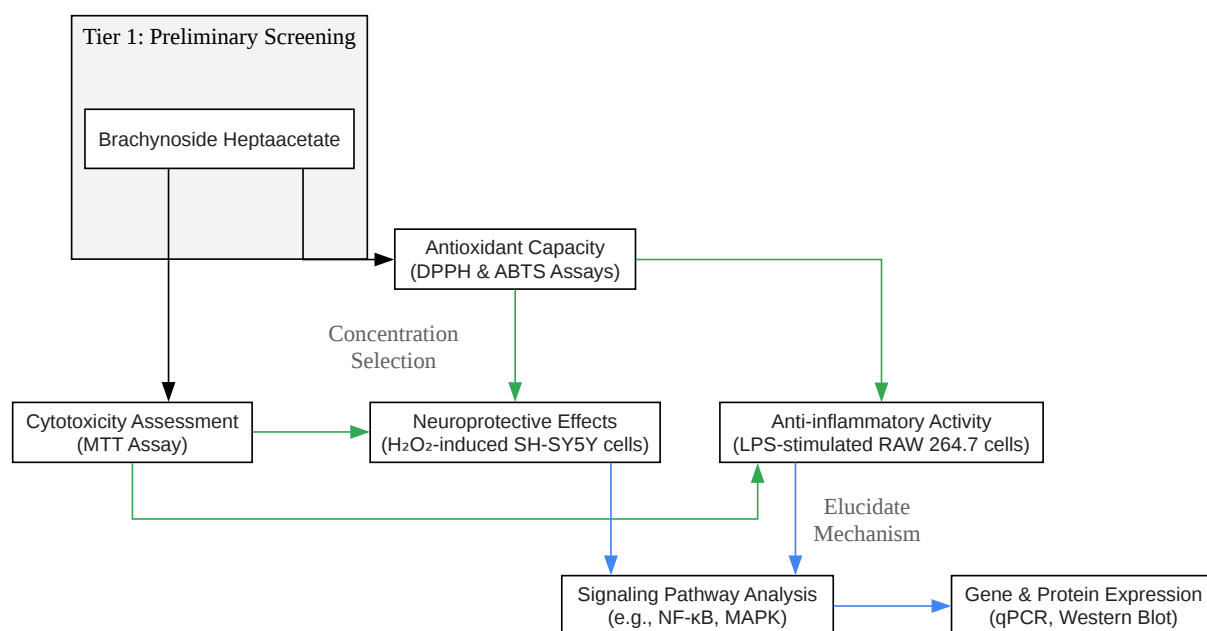 Tier 1: Preliminary Screening
Brachynoside Heptaacetate
Antioxidant Capacity
(DPPH & ABTS Assays)
Concentration
Selection
Cytotoxicity Assessment
(MTT Assay)
Neuroprotective Effects
(H₂O₂-induced SH-SY5Y cells)
Anti-inflammatory Activity
(LPS-stimulated RAW 264.7 cells)
Elucidate
Mechanism
Signaling Pathway Analysis
(e.g., NF-κB, MAPK)
Gene & Protein Expression
(qPCR, Western Blot)